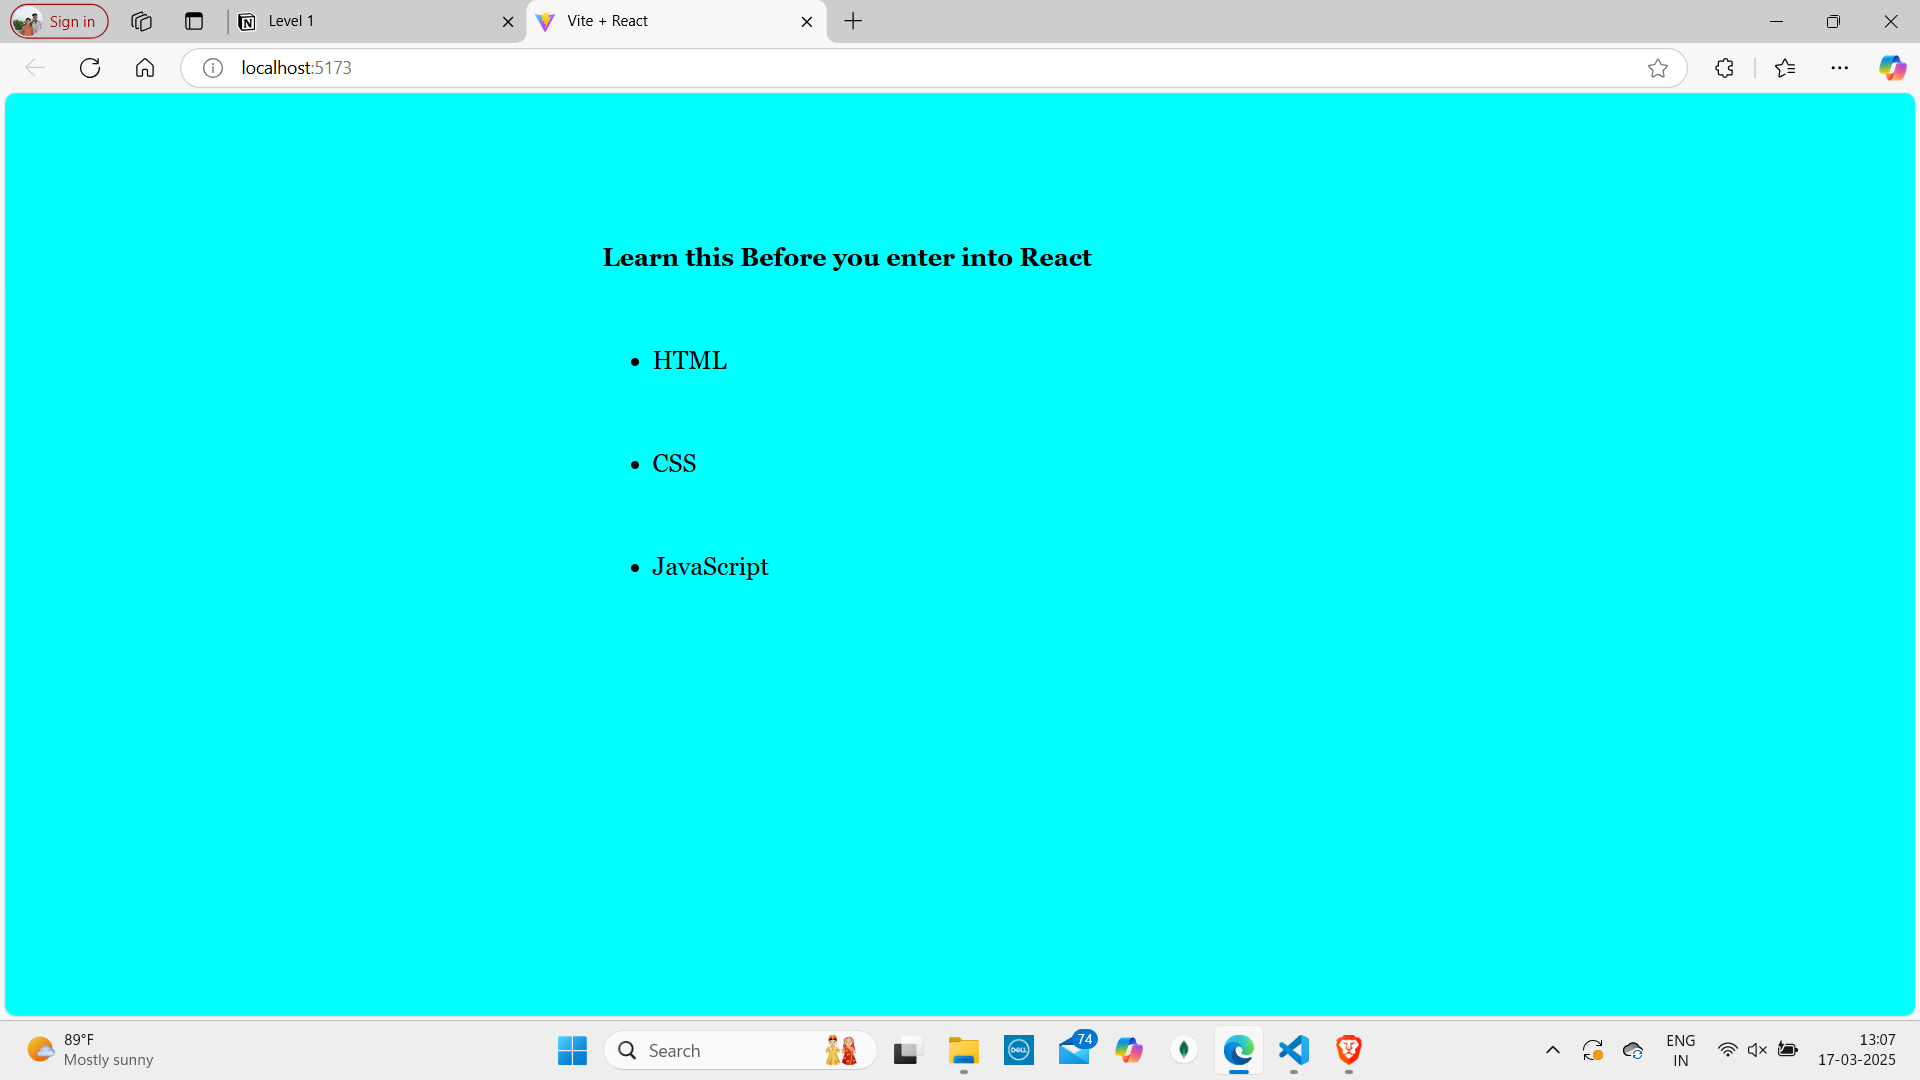 Sign in
Level 1
Vite + React
localhost:5173
Learn this Before you enter into React
• HTML
• CSS
• JavaScript
89°F
Mostly sunny
Search
DELL
74
ENG
IN
13:07
17-03-2025